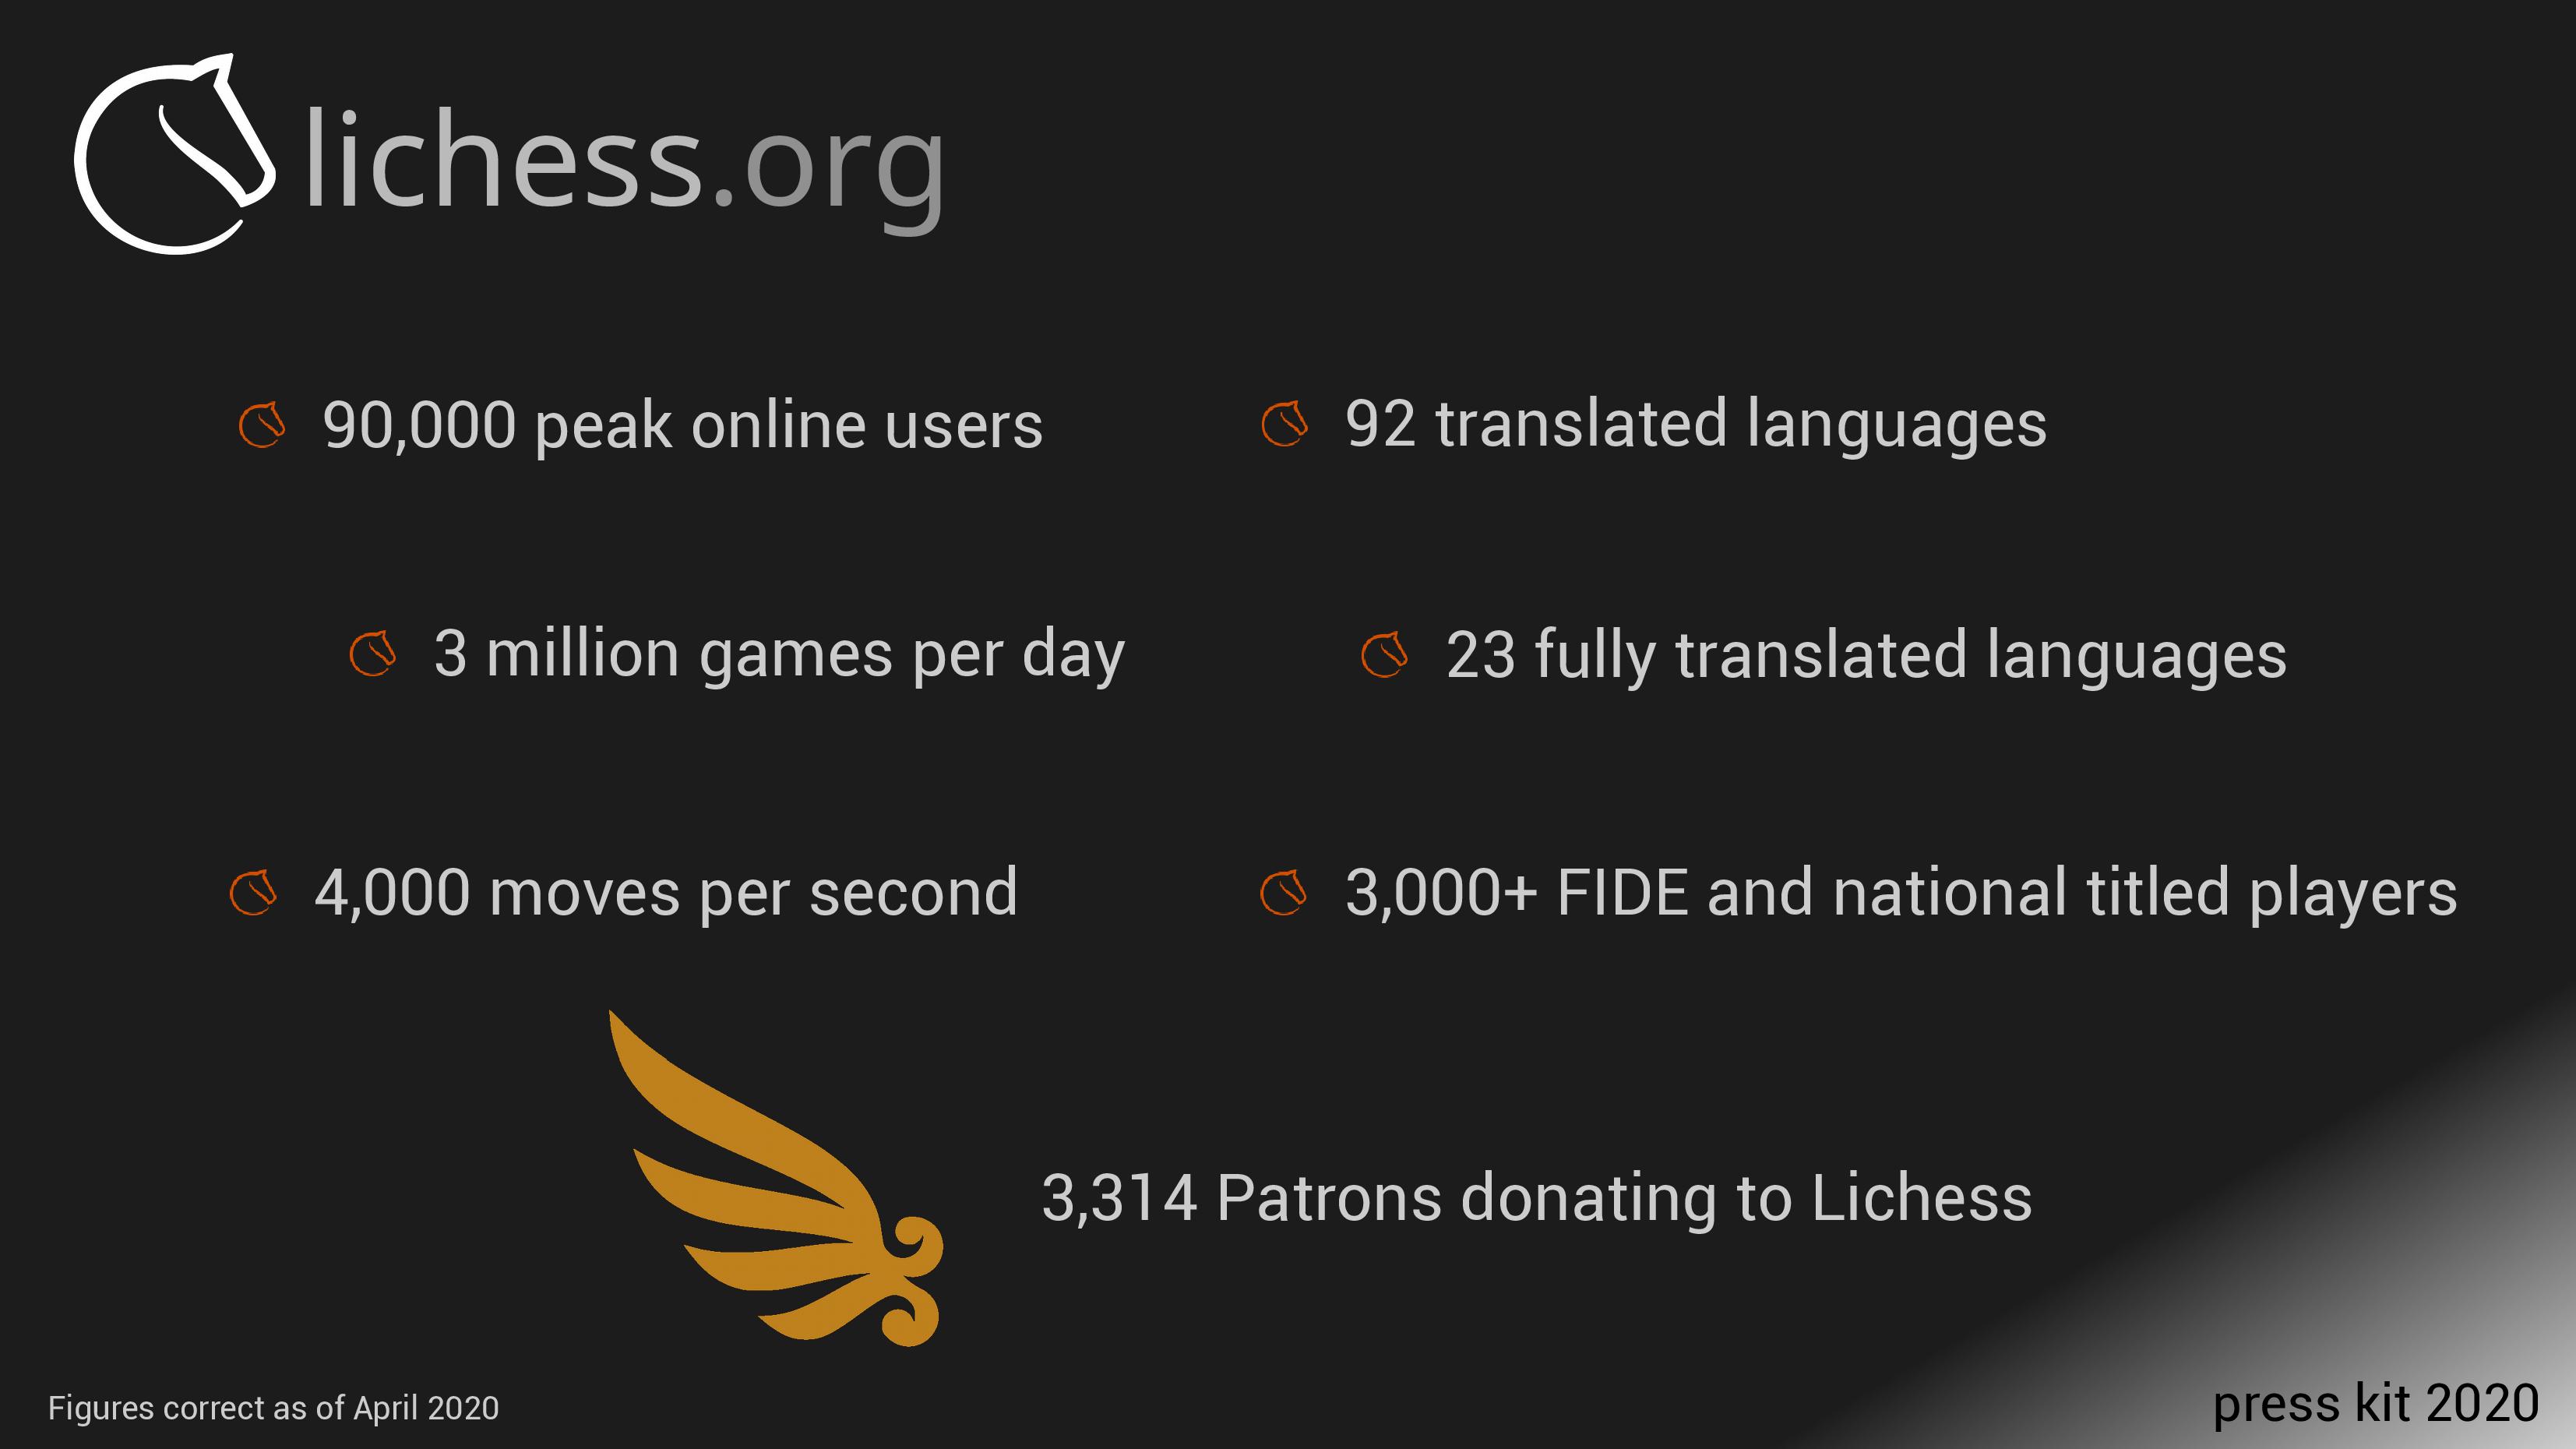 lichess.org
90,000 peak online users
92 translated languages
3 million games per day
23 fully translated languages
4,000 moves per second
3,000+ FIDE and national titled players
3,314 Patrons donating to Lichess
Figures correct as of April 2020
press kit 2020